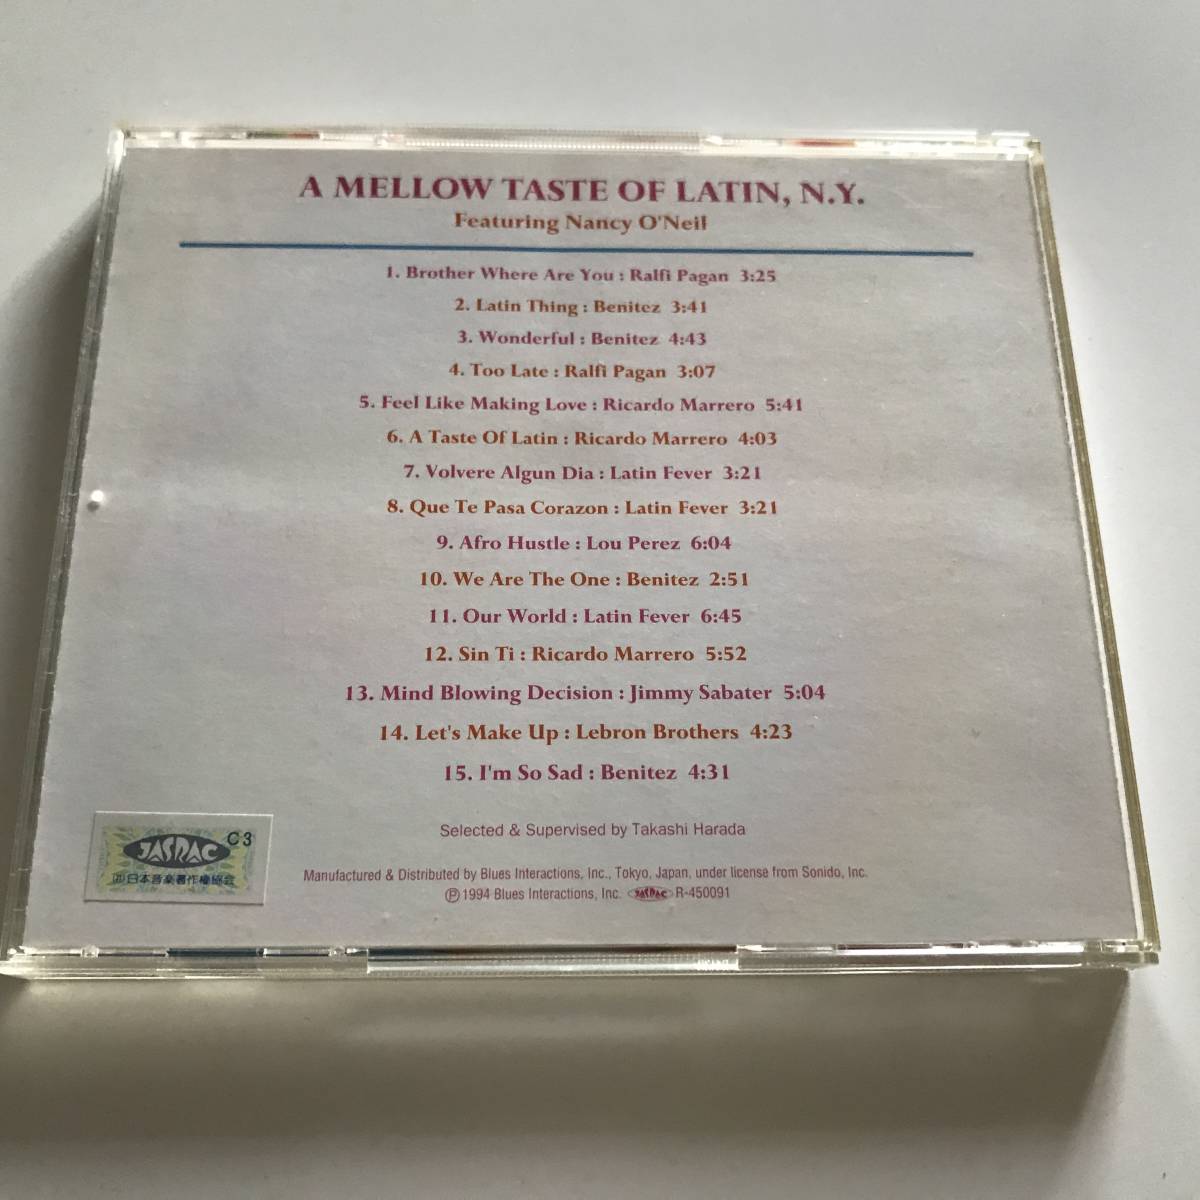 A MELLOW TASTE OF LATIN, N.Y.
Featuring Nancy O'Neil
1. Brother Where Are You : Ralfi Pagan 3:25
2. Latin Thing : Benitez 3:41
3. Wonderful : Benitez 4:43
4. Too Late : Ralfi Pagan 3:07
5. Feel Like Making Love : Ricardo Marrero 5:41
6. A Taste Of Latin : Ricardo Marrero 4:03
7. Volvere Algun Dia : Latin Fever 3:21
8. Que Te Pasa Corazon : Latin Fever 3:21
9. Afro Hustle : Lou Perez 6:04
10. We Are The One : Benitez 2:51
11. Our World : Latin Fever 6:45
12. Sin Ti : Ricardo Marrero 5:52
13. Mind Blowing Decision : Jimmy Sabater 5:04
14. Let's Make Up : Lebron Brothers 4:23
15. I'm So Sad : Benitez 4:31
Selected & Supervised by Takashi Harada
Manufactured & Distributed by Blues Interactions, Inc., Tokyo, Japan, under license from Sonido, Inc.
Ⓟ1994 Blues Interactions, Inc. JASRAC R-450091
C3
JASRAC
㈳日本音楽著作権協会